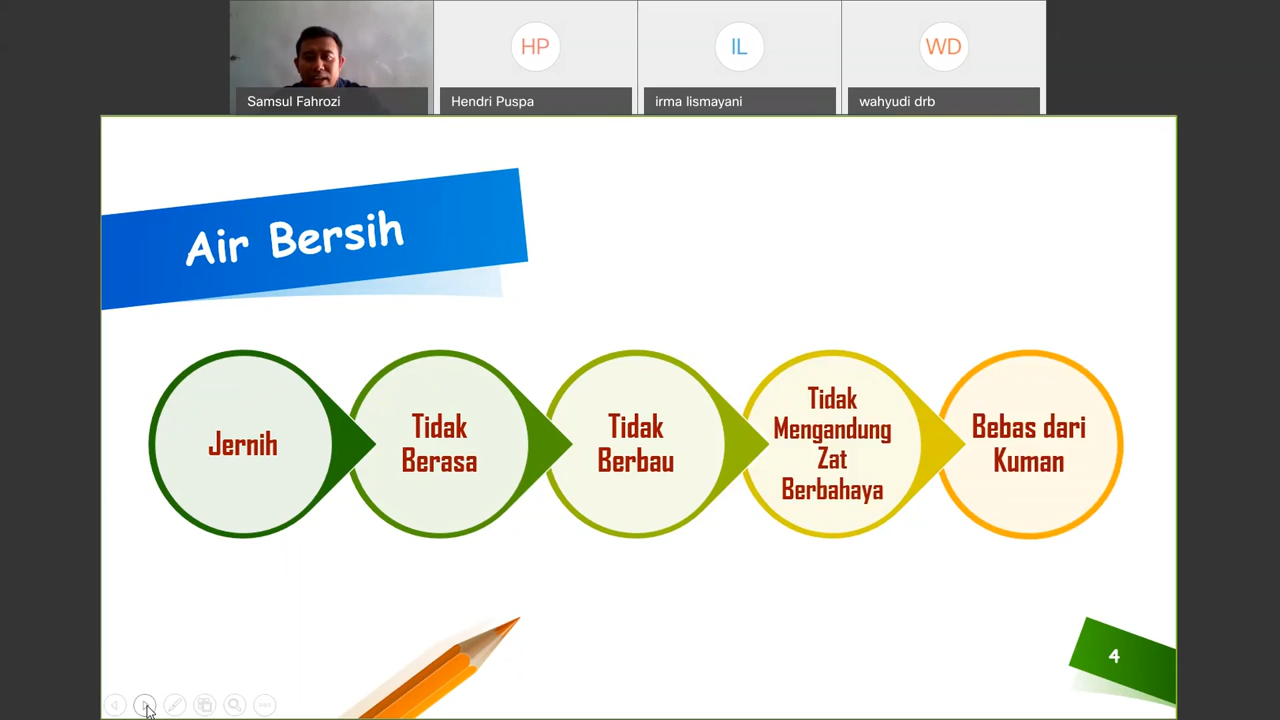 HP
IL
WD
Samsul Fahrozi
Hendri Puspa
irma lismayani
wahyudi drb
Air Bersih
Jernih
Tidak
Berasa
Tidak
Berbau
Tidak
Mengandung
Zat
Berbahaya
Bebas dari
Kuman
4